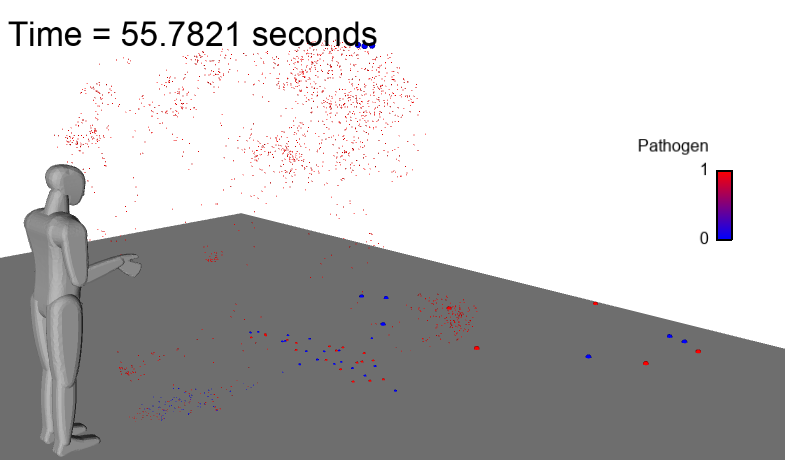 Time = 55.7821 seconds
Pathogen
1
0